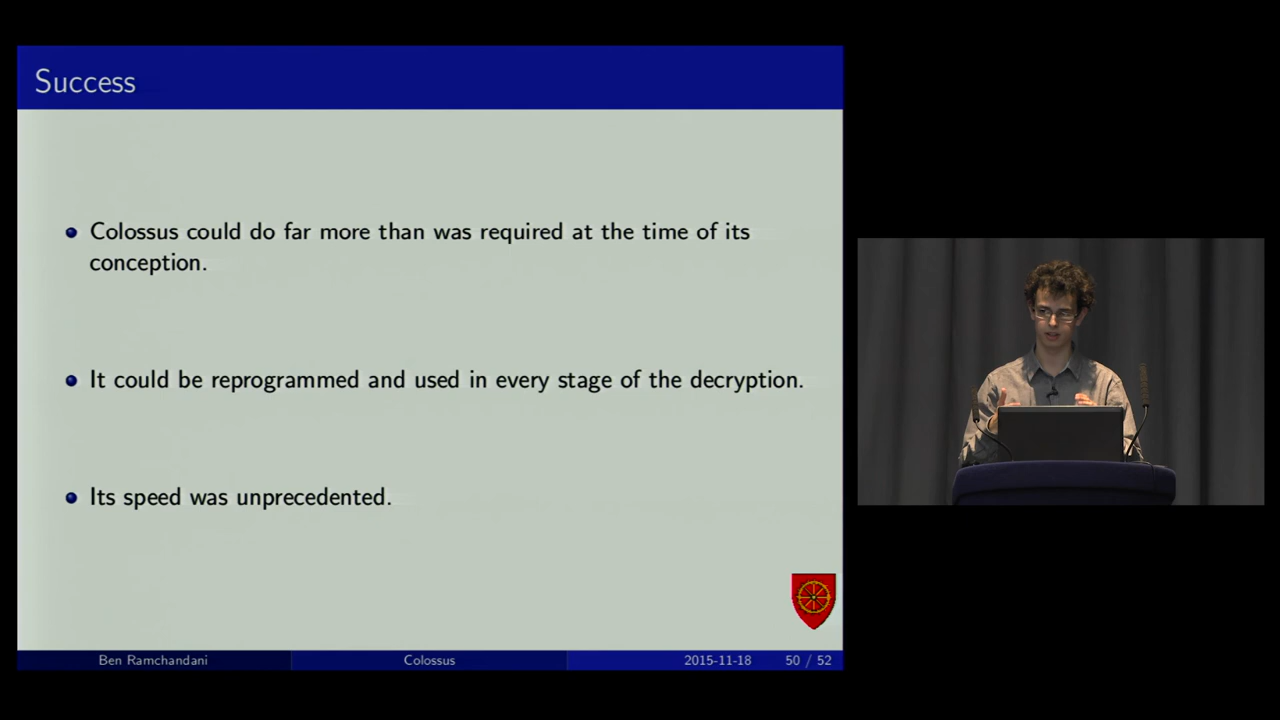 Success
Colossus could do far more than was required at the time of its
conception.
It could be reprogrammed and used in every stage of the decryption.
Its speed was unprecedented.
Ben Ramchandani
Colossus
2015-11-18
50 / 52